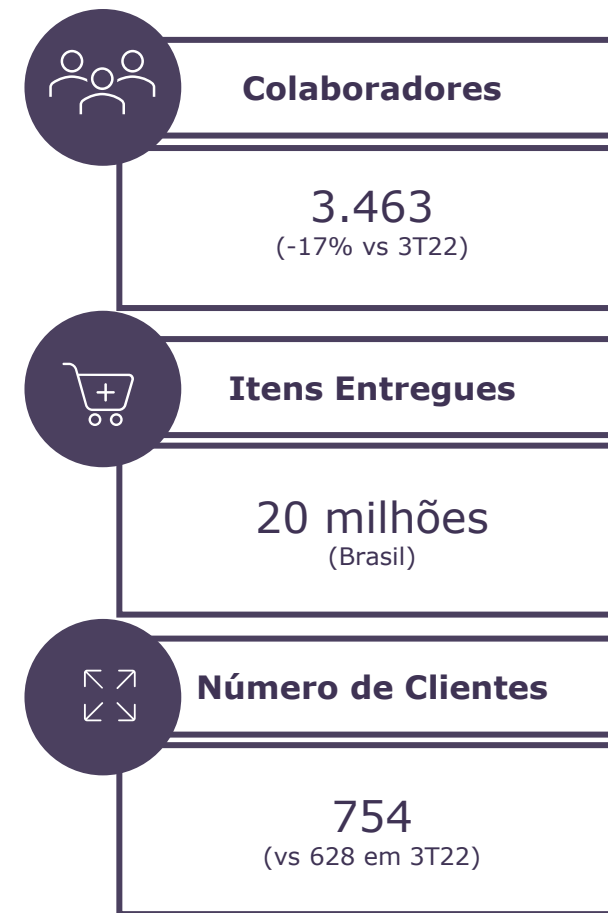 Colaboradores
3.463
(-17% vs 3T22)
Itens Entregues
20 milhões
(Brasil)
Número de Clientes
754
(vs 628 em 3T22)